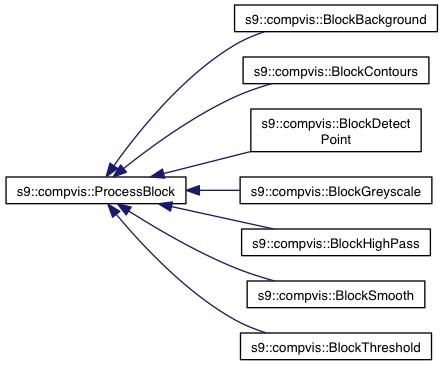 s9::compvis::BlockBackground
s9::compvis::BlockContours
s9::compvis::BlockDetect
Point
s9::compvis::ProcessBlock
s9::compvis::BlockGreyscale
s9::compvis::BlockHighPass
s9::compvis::BlockSmooth
s9::compvis::BlockThreshold